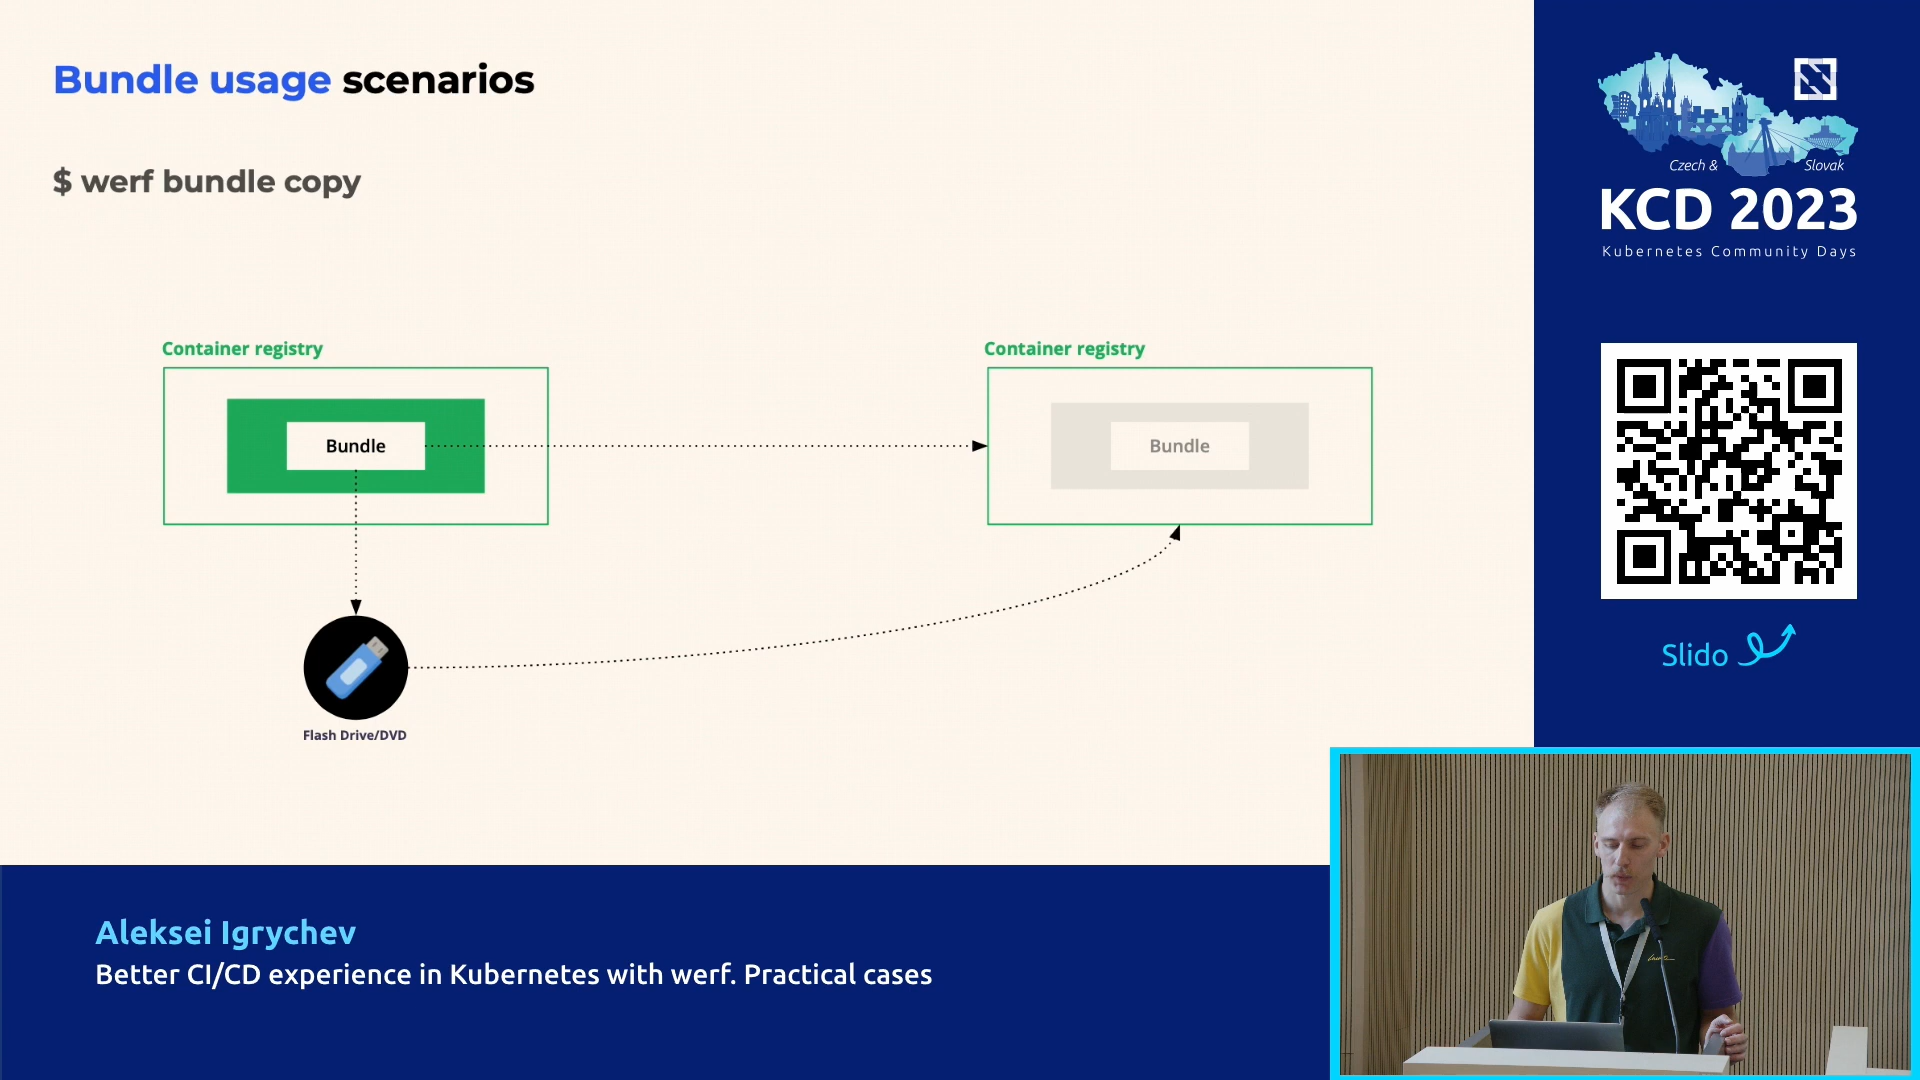 Bundle usage scenarios
$ werf bundle copy
Container registry
Bundle
Container registry
Bundle
Flash Drive/DVD
Czech & Slovak
KCD 2023
Kubernetes Community Days
Slido
Aleksei Igrychev
Better CI/CD experience in Kubernetes with werf. Practical cases